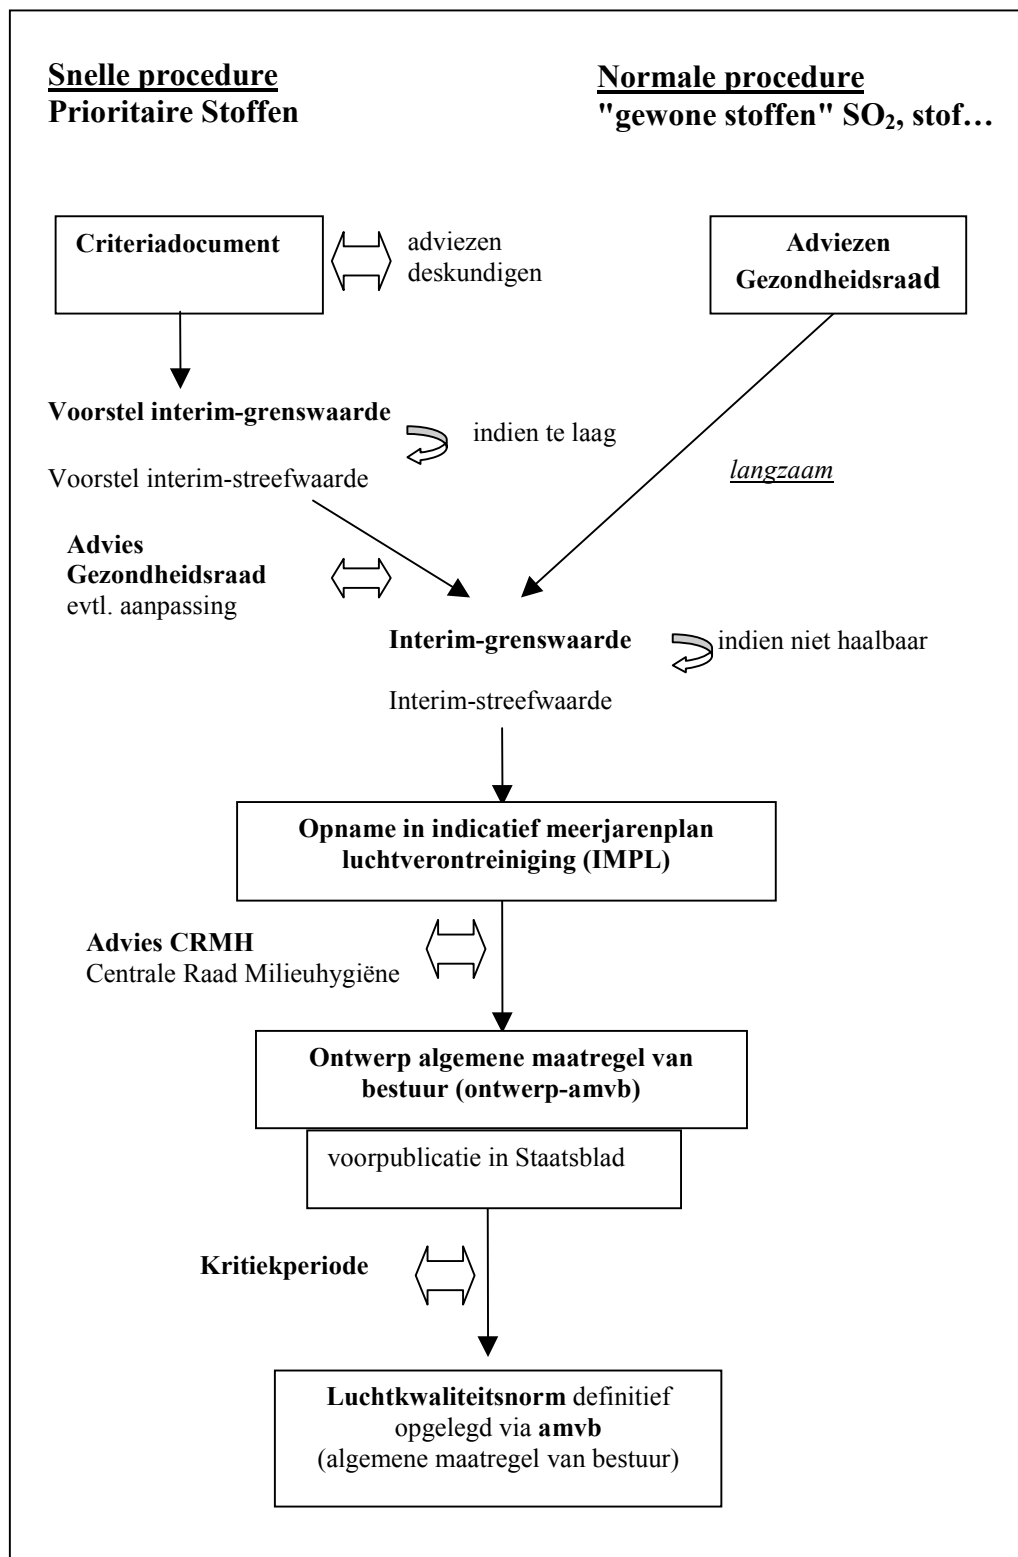 Snelle procedure
Prioritaire Stoffen
Normale procedure
"gewone stoffen" SO₂, stof…
Criteriadocument
adviezen
deskundigen
Adviezen
Gezondheidsraad
Voorstel interim-grenswaarde
indien te laag
Voorstel interim-streefwaarde
langzaam
Advies
Gezondheidsraad
evtl. aanpassing
Interim-grenswaarde
indien niet haalbaar
Interim-streefwaarde
Opname in indicatief meerjarenplan
luchtverontreiniging (IMPL)
Advies CRMH
Centrale Raad Milieuhygiëne
Ontwerp algemene maatregel van
bestuur (ontwerp-amvb)
voorpublicatie in Staatsblad
Kritiekperiode
Luchtkwaliteitsnorm definitief
opgelegd via amvb
(algemene maatregel van bestuur)